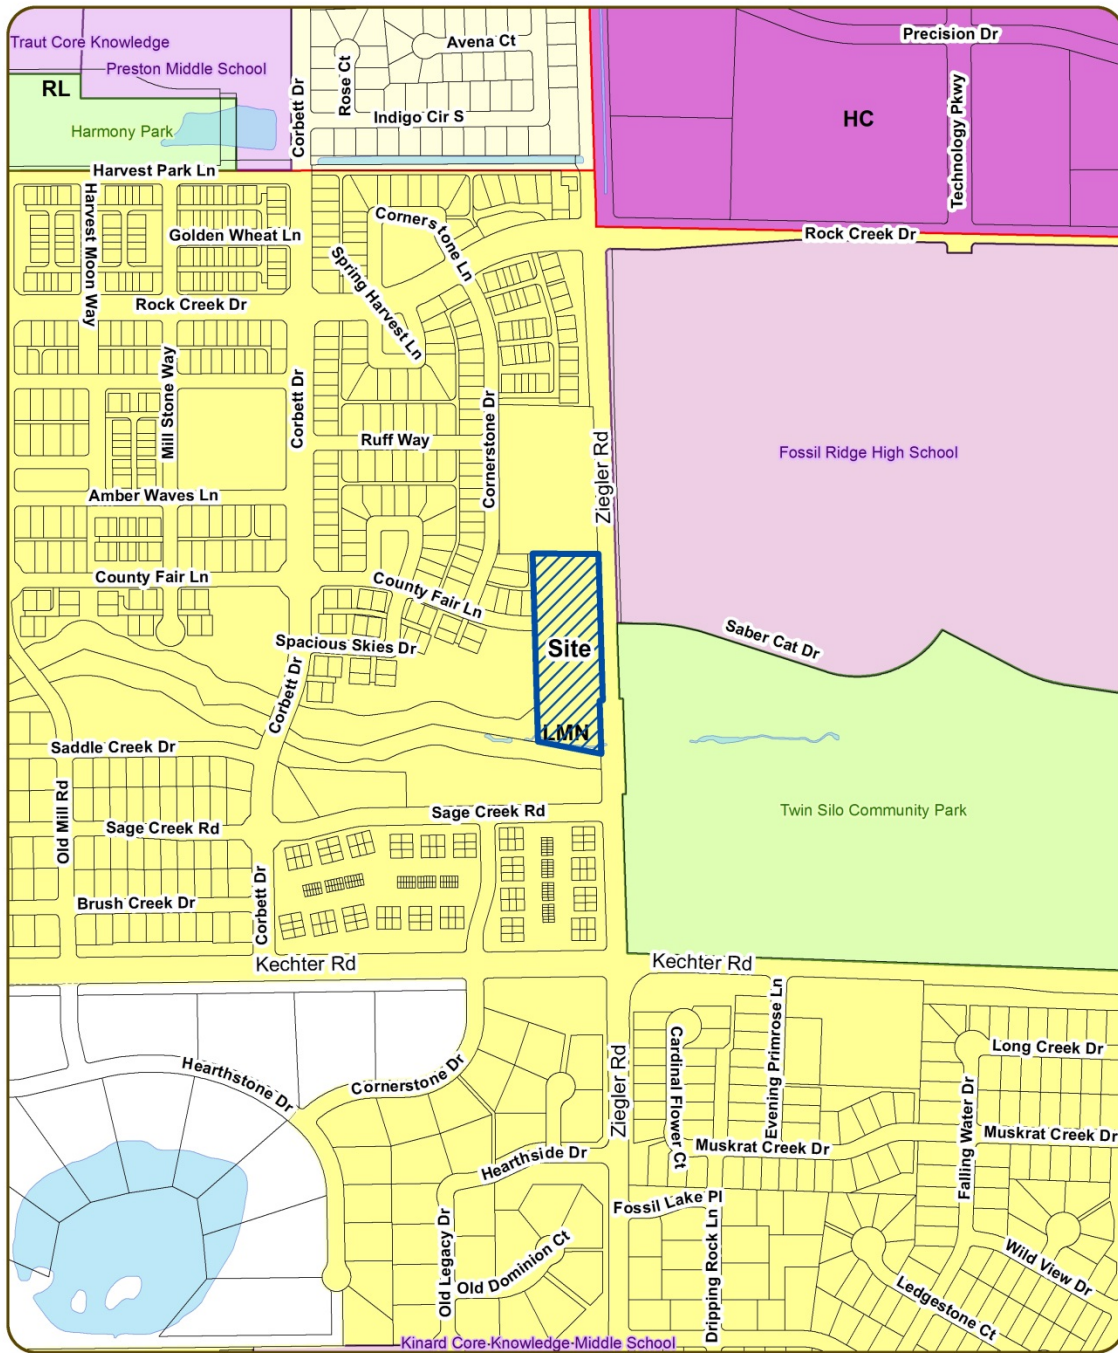 Traut Core Knowledge
Preston Middle School
RL
Harmony Park
Corbett Dr
Rose Ct
Avena Ct
Indigo Cir S
Precision Dr
HC
Technology Pkwy
Harvest Park Ln
Harvest Moon Way
Golden Wheat Ln
Cornerstone Ln
Rock Creek Dr
Rock Creek Dr
Spring Harvest Ln
Mill Stone Way
Corbett Dr
Ruff Way
Cornerstone Dr
Ziegler Rd
Fossil Ridge High School
Amber Waves Ln
County Fair Ln
County Fair Ln
Spacious Skies Dr
Site
Saber Cat Dr
Corbett Dr
LMN
Saddle Creek Dr
Old Mill Rd
Sage Creek Rd
Sage Creek Rd
Twin Silo Community Park
Brush Creek Dr
Corbett Dr
Kechter Rd
Kechter Rd
Hearthstone Dr
Cornerstone Dr
Ziegler Rd
Cardinal Flower Ct
Evening Primrose Ln
Long Creek Dr
Falling Water Dr
Muskrat Creek Dr
Muskrat Creek Dr
Hearthside Dr
Old Legacy Dr
Old Dominion Ct
Fossil Lake Pl
Dripping Rock Ln
Ledgestone Ct
Wild View Dr
Kinard Core Knowledge Middle School